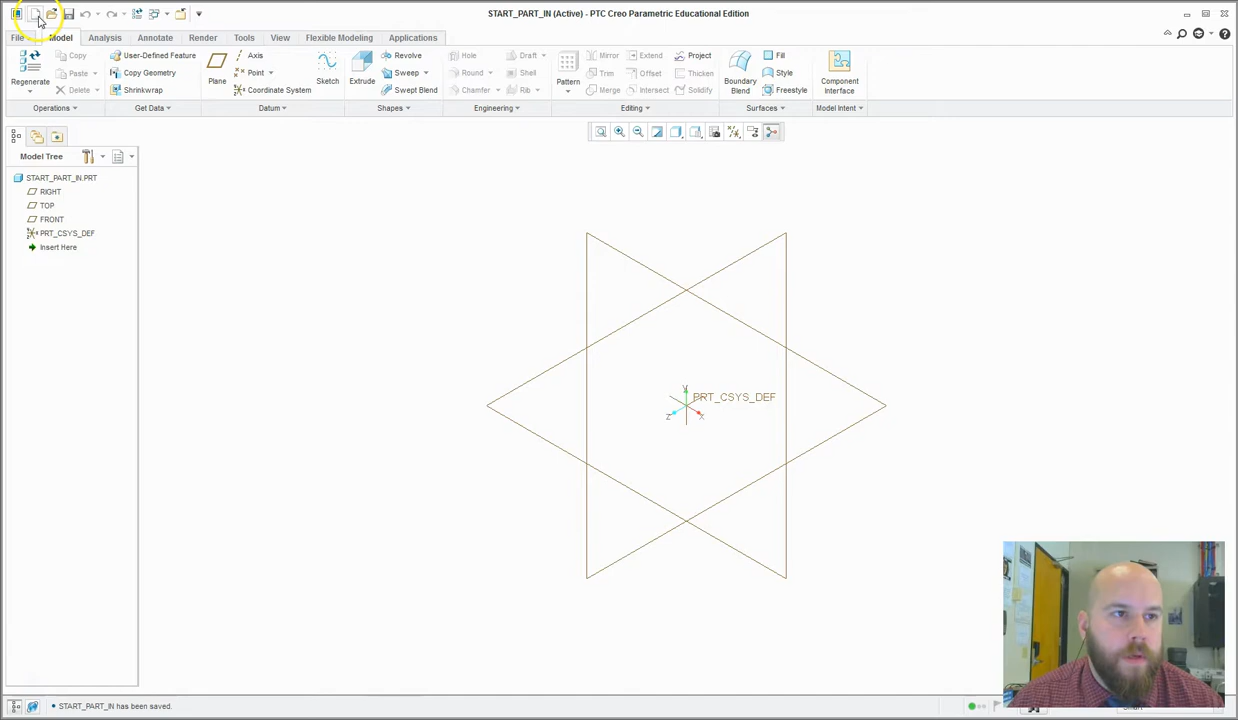 START_PART_IN (Active) - PTC Creo Parametric Educational Edition
File Model Analysis Annotate Render Tools View Flexible Modeling Applications
Regenerate
Copy
Paste
Delete
Operations
User-Defined Feature
Copy Geometry
Shrinkwrap
Get Data
Plane
Axis
Point
Coordinate System
Sketch
Datum
Extrude
Revolve
Sweep
Swept Blend
Shapes
Hole
Round
Chamfer
Draft
Shell
Rib
Engineering
Pattern
Mirror
Trim
Merge
Extend
Offset
Intersect
Project
Thicken
Solidify
Editing
Boundary
Blend
Fill
Style
Freestyle
Surfaces
Component
Interface
Model Intent
Model Tree
START_PART_IN.PRT
RIGHT
TOP
FRONT
PRT_CSYS_DEF
Insert Here
Y
PRT_CSYS_DEF
Z
X
START_PART_IN has been saved.